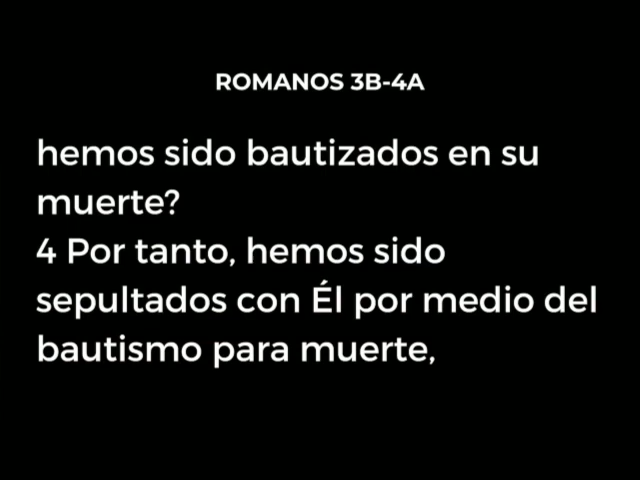 ROMANOS 3B-4A
hemos sido bautizados en su
muerte?
4 Por tanto, hemos sido
sepultados con Él por medio del
bautismo para muerte,